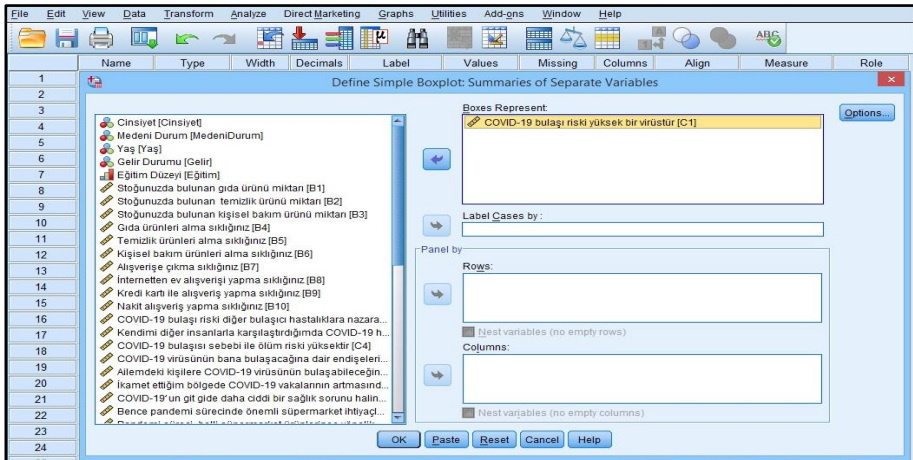 File Edit View Data Transform Analyze Direct Marketing Graphs Utilities Add-ons Window Help
ABC
Name Type Width Decimals Label Values Missing Columns Align Measure Role
Define Simple Boxplot: Summaries of Separate Variables
1
2
3
4
5
6
7
8
9
10
11
12
13
14
15
16
17
18
19
20
21
22
23
24
Cinsiyet [Cinsiyet]
Medeni Durum [MedeniDurum]
Yaş [Yaş]
Gelir Durumu [Gelir]
Eğitim Düzeyi [Eğitim]
Stoğunuzda bulunan gıda ürünü miktarı [B1]
Stoğunuzda bulunan temizlik ürünü miktarı [B2]
Stoğunuzda bulunan kişisel bakım ürünü miktarı [B3]
Gıda ürünleri alma sıklığınız [B4]
Temizlik ürünleri alma sıklığınız [B5]
Kişisel bakım ürünleri alma sıklığınız [B6]
Alışverişe çıkma sıklığınız [B7]
İnternetten ev alışverişi yapma sıklığınız [B8]
Kredi kartı ile alışveriş yapma sıklığınız [B9]
Nakit alışveriş yapma sıklığınız [B10]
COVID-19 bulaşı riski diğer bulaşıcı hastalıklara nazara...
Kendimi diğer insanlarla karşılaştırdığımda COVID-19 h...
COVID-19 bulaşısı sebebi ile ölüm riski yüksektir [C4]
COVID-19 virüsünün bana bulaşacağına dair endişeleri...
Ailemdeki kişilere COVID-19 virüsünün bulaşabileceğin...
İkamet ettiğim bölgede COVID-19 vakalarının artmasınd...
COVID-19'un git gide daha ciddi bir sağlık sorunu halin...
Bence pandemi sürecinde önemli süpermarket ihtiyaçl...
Boxes Represent:
COVID-19 bulaşı riski yüksek bir virüstür [C1]
Options...
Label Cases by :
Panel by
Rows:
Nest variables (no empty rows)
Columns:
Nest variables (no empty columns)
OK Paste Reset Cancel Help